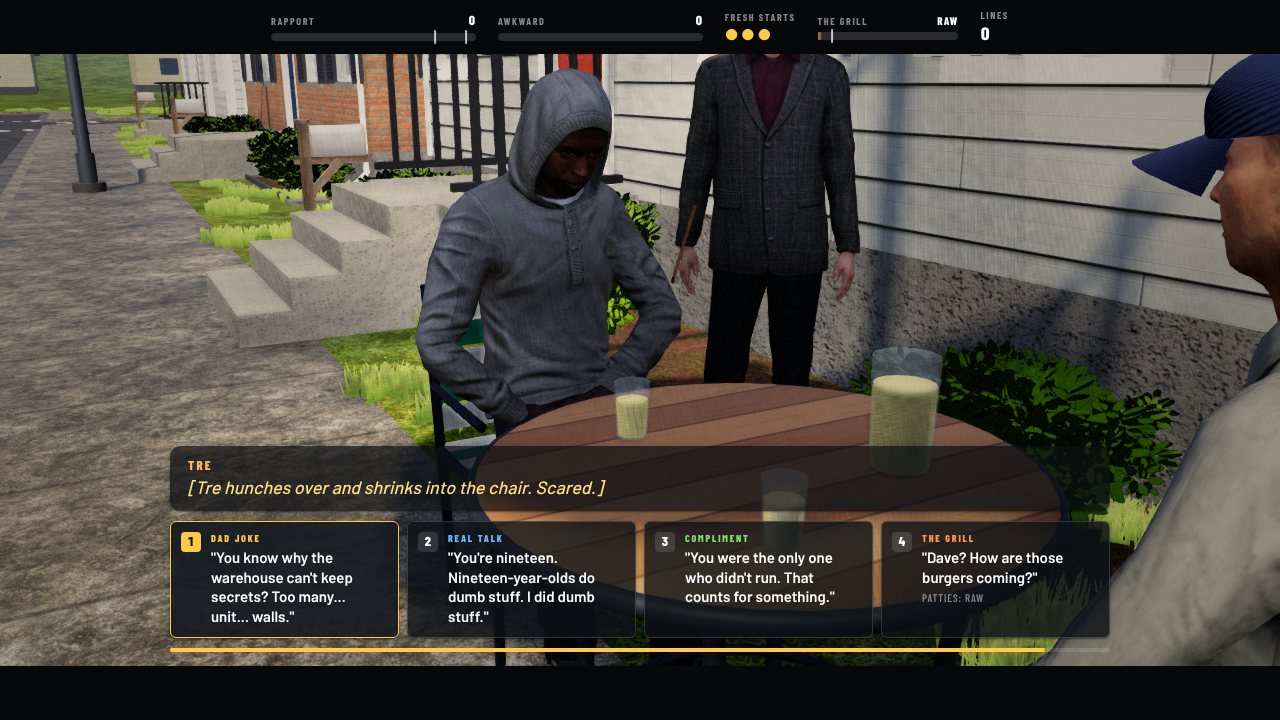 RAPPORT 0 AWKWARD 0 FRESH STARTS THE GRILL RAW LINES 0
TRE
[Tre hunches over and shrinks into the chair. Scared.]
1 DAD JOKE
"You know why the
warehouse can't keep
secrets? Too many...
unit... walls."
2 REAL TALK
"You're nineteen.
Nineteen-year-olds do
dumb stuff. I did dumb
stuff."
3 COMPLIMENT
"You were the only one
who didn't run. That
counts for something."
4 THE GRILL
"Dave? How are those
burgers coming?"
PATTIES: RAW